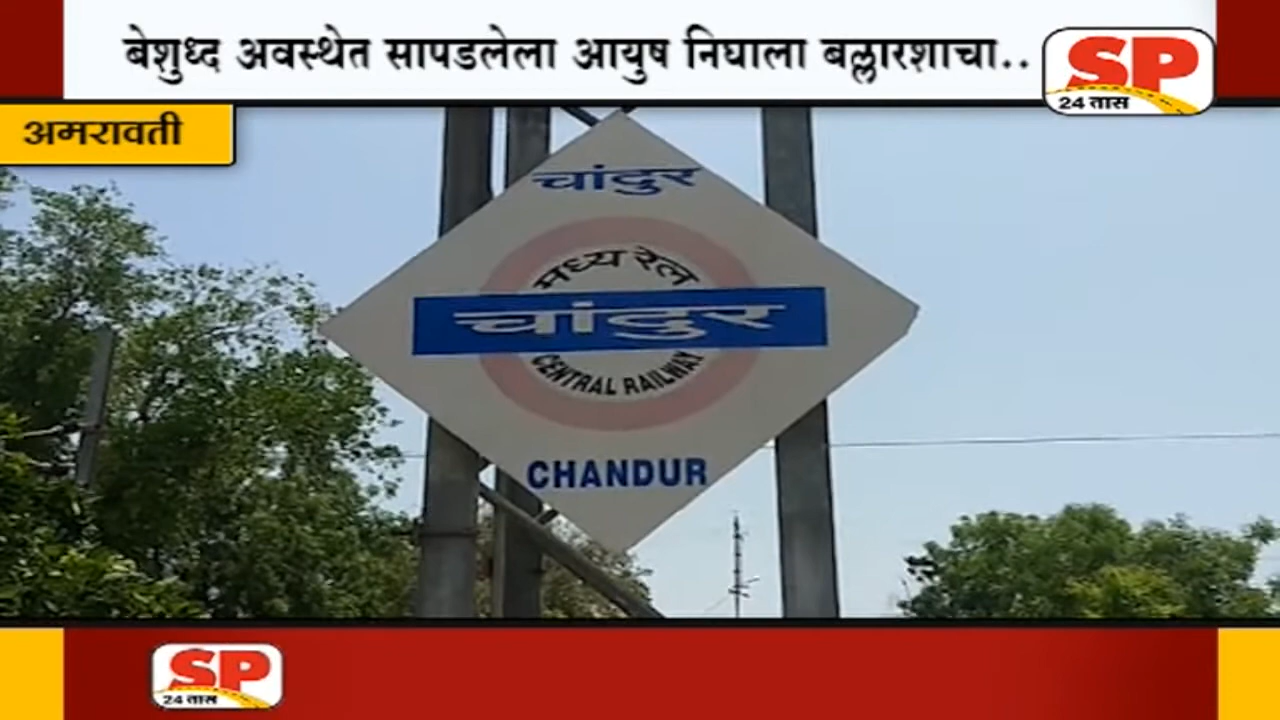 बेशुध्द अवस्थेत सापडलेला आयुष निघाला बल्लारशाचा..
SP
24 तास
अमरावती
चांदुर
मध्य रेल
चांदुर
CENTRAL RAILWAY
CHANDUR
SP
24 तास